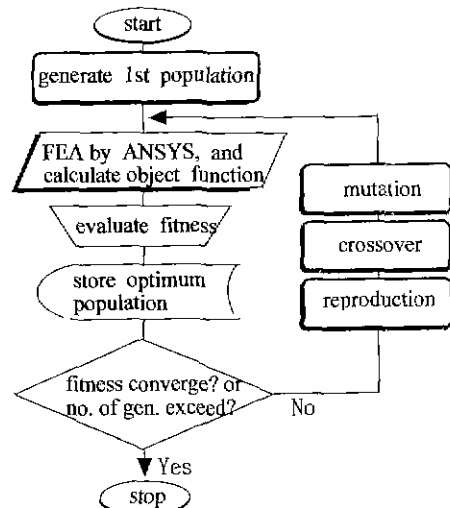 start
generate 1st population
FEA by ANSYS, and
calculate object function
evaluate fitness
store optimum
population
fitness converge? or
no. of gen. exceed?
No
reproduction
crossover
mutation
Yes
stop